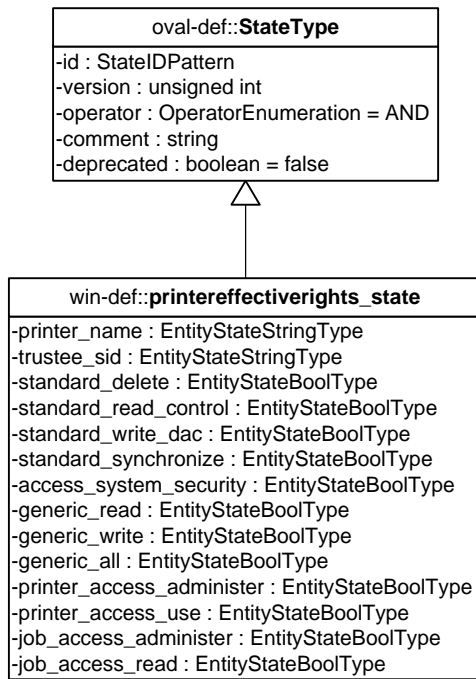 oval-def::StateType
-id : StateIDPattern
-version : unsigned int
-operator : OperatorEnumeration = AND
-comment : string
-deprecated : boolean = false
win-def::printereffectiverights_state
-printer_name : EntityStateStringType
-trustee_sid : EntityStateStringType
-standard_delete : EntityStateBoolType
-standard_read_control : EntityStateBoolType
-standard_write_dac : EntityStateBoolType
-standard_synchronize : EntityStateBoolType
-access_system_security : EntityStateBoolType
-generic_read : EntityStateBoolType
-generic_write : EntityStateBoolType
-generic_all : EntityStateBoolType
-printer_access_administer : EntityStateBoolType
-printer_access_use : EntityStateBoolType
-job_access_administer : EntityStateBoolType
-job_access_read : EntityStateBoolType